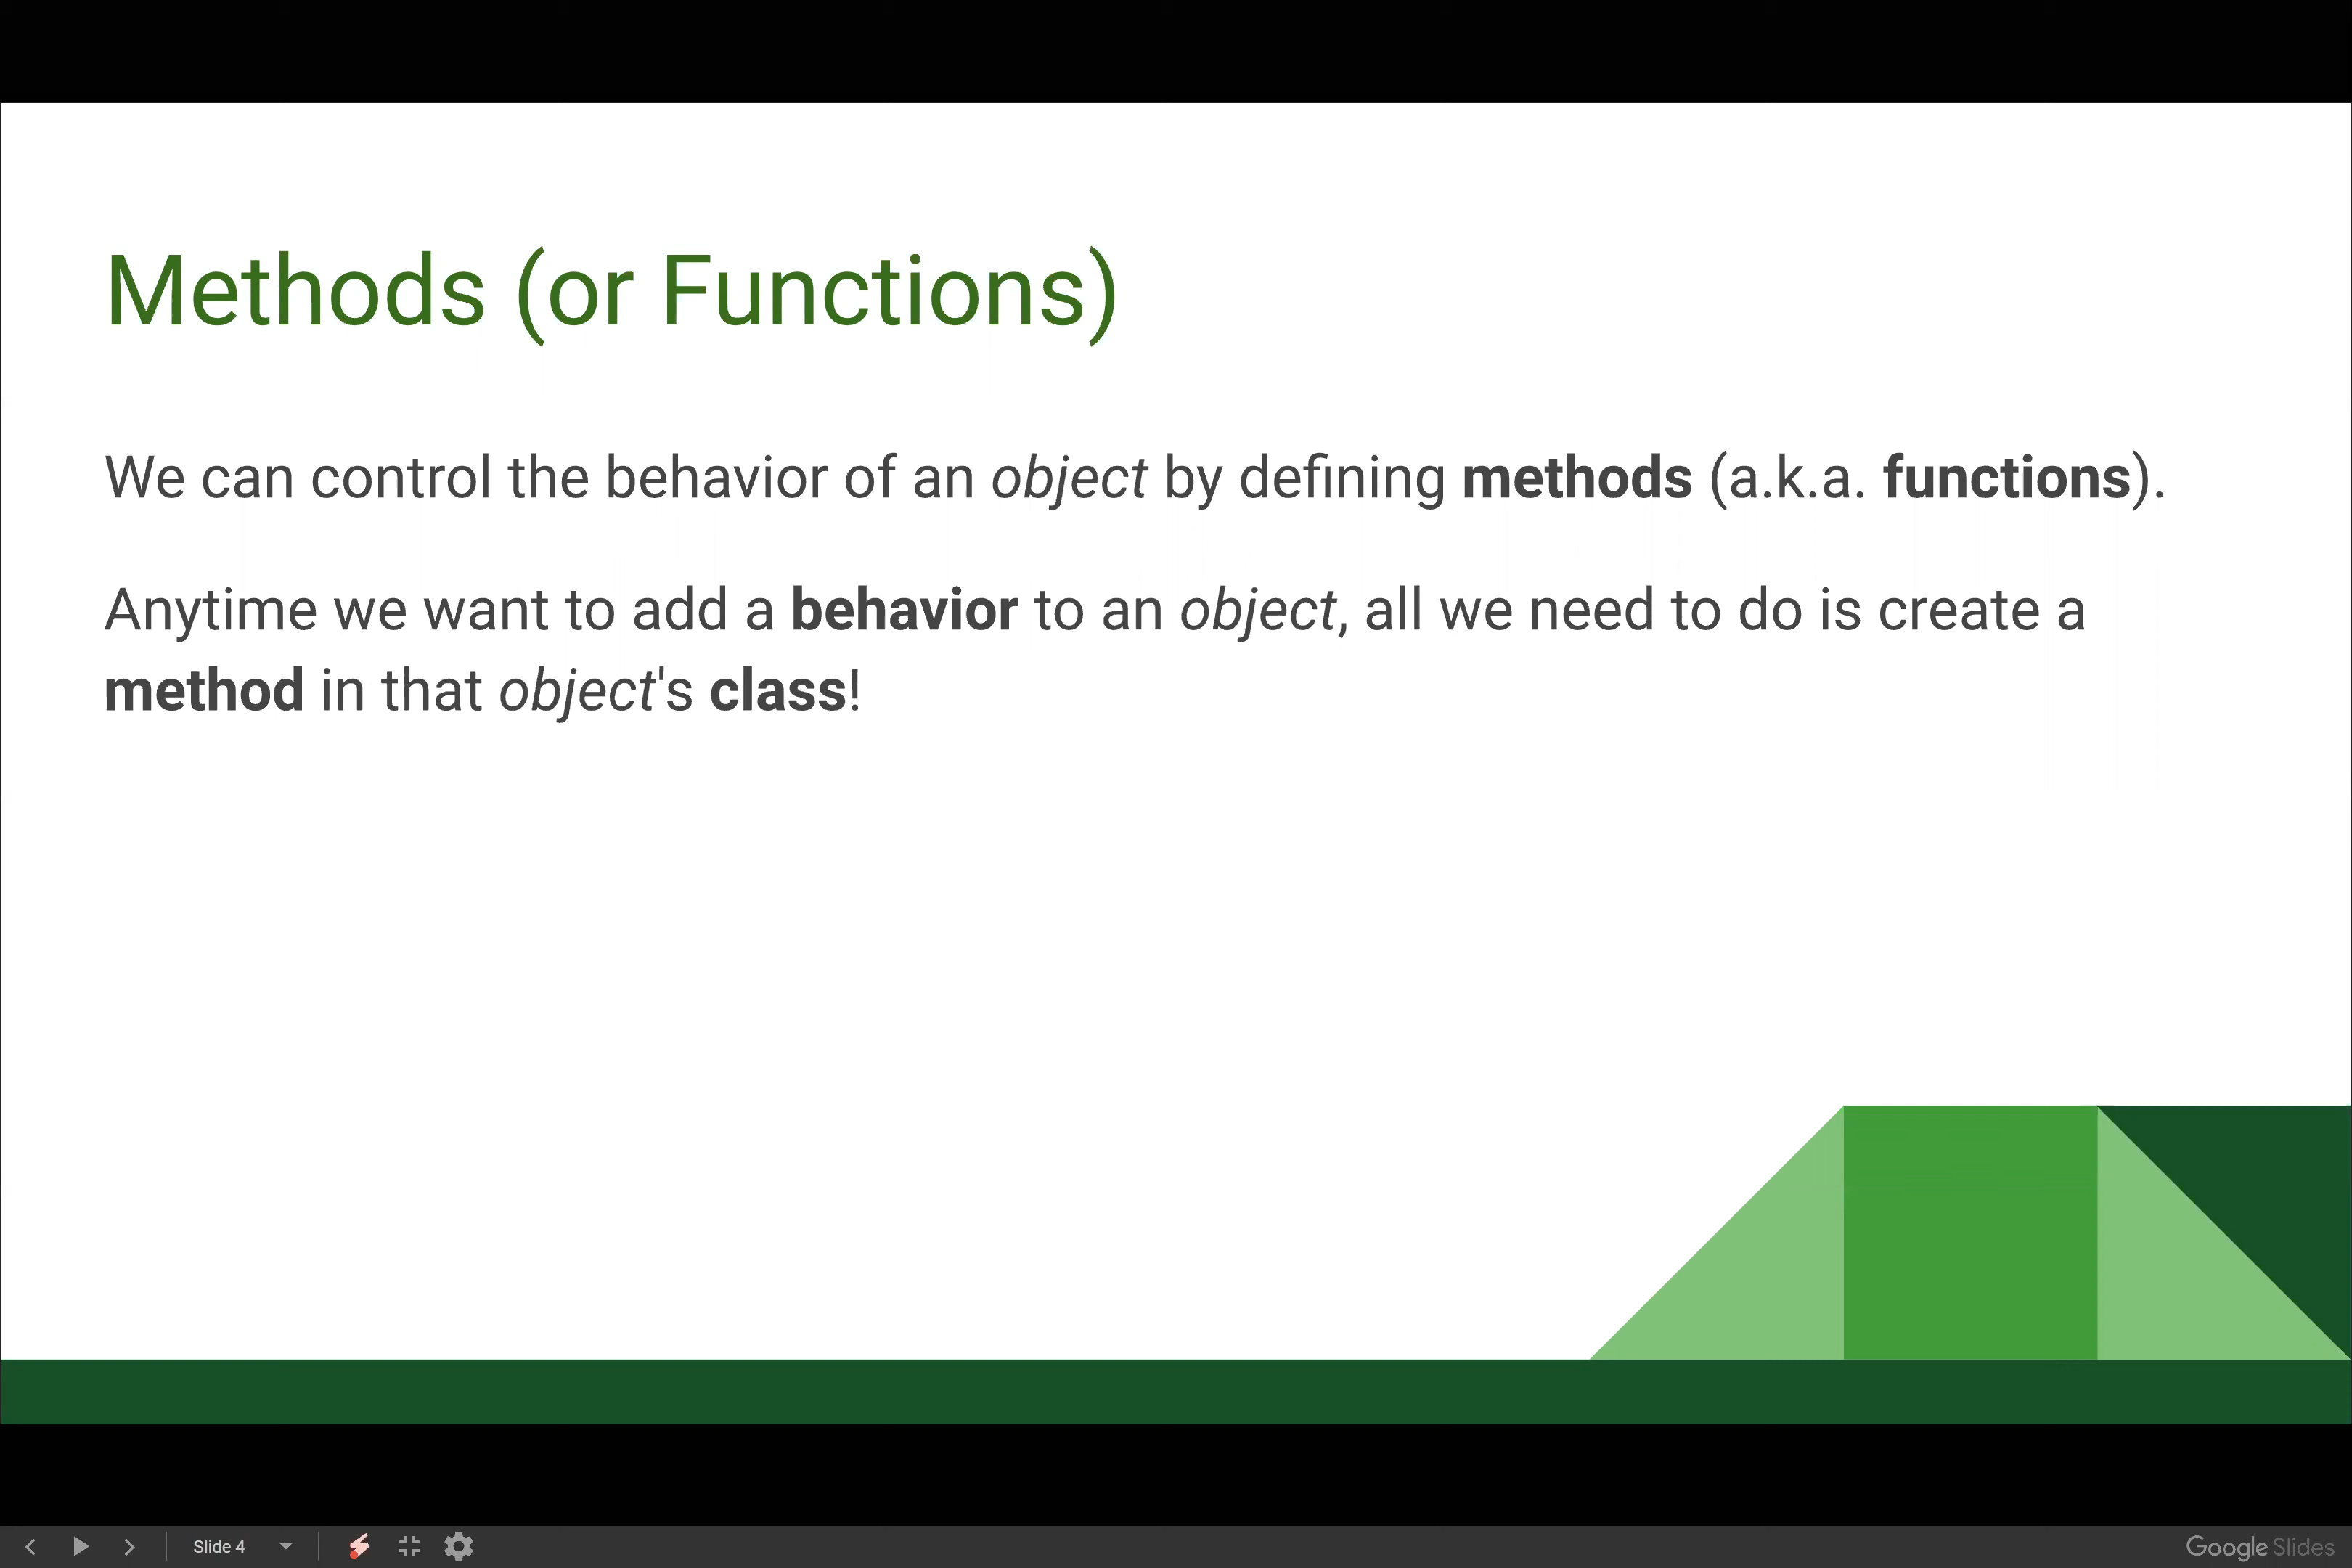 Methods (or Functions)
We can control the behavior of an object by defining methods (a.k.a. functions).
Anytime we want to add a behavior to an object, all we need to do is create a
method in that object's class!
Slide 4
Google Slides